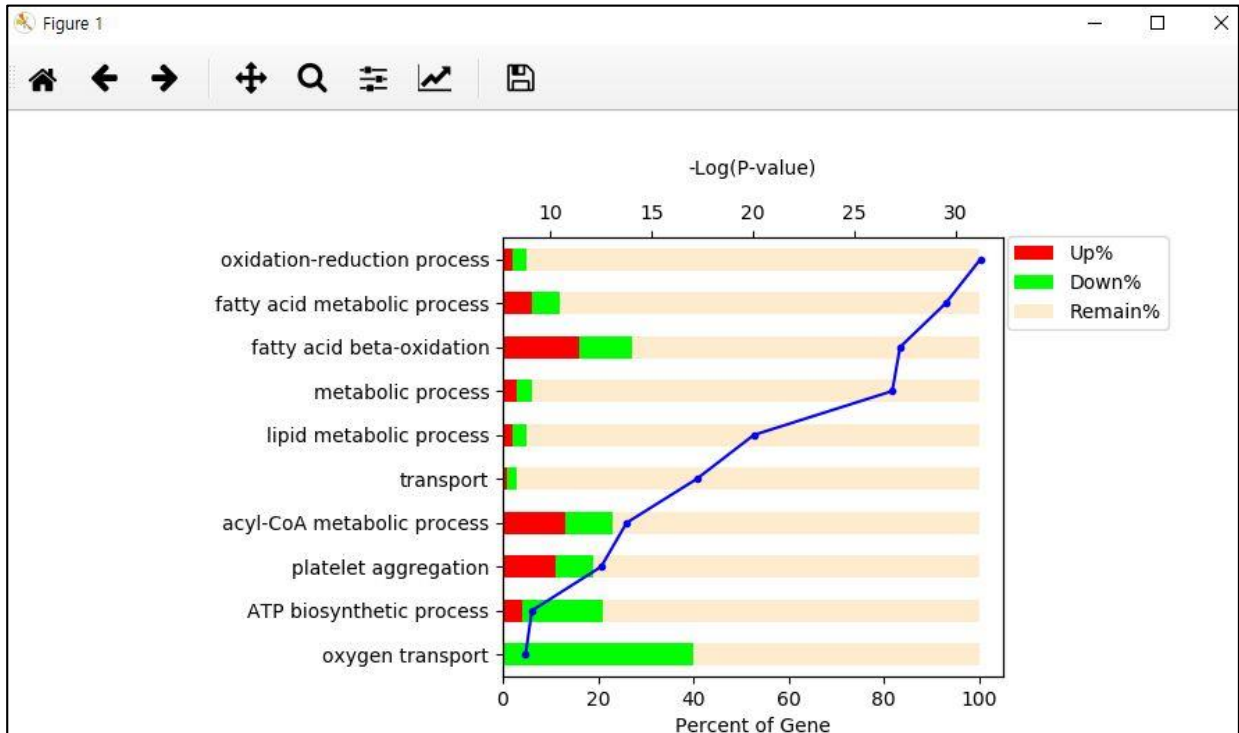 Figure 1
-Log(P-value)
10 15 20 25 30
oxidation-reduction process
fatty acid metabolic process
fatty acid beta-oxidation
metabolic process
lipid metabolic process
transport
acyl-CoA metabolic process
platelet aggregation
ATP biosynthetic process
oxygen transport
Up%
Down%
Remain%
0 20 40 60 80 100
Percent of Gene